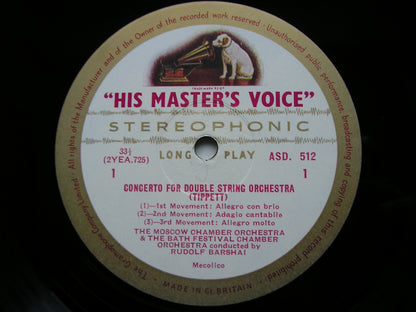 All rights of the Manufacturer and of the Owner of the recorded work reserved · Unauthorised public performance, broadcasting and copying of this record prohibited
TRADE MARK
"HIS MASTER'S VOICE"
STEREOPHONIC
33⅓
(2YEA.725)
LONG PLAY
ASD. 512
1
1
CONCERTO FOR DOUBLE STRING ORCHESTRA
(TIPPETT)
(1)—1st Movement: Allegro con brio
(2)—2nd Movement: Adagio cantabile
(3)—3rd Movement: Allegro molto
THE MOSCOW CHAMBER ORCHESTRA
& THE BATH FESTIVAL CHAMBER
ORCHESTRA conducted by
RUDOLF BARSHAI
Mecolico
The Gramophone Company Limited
MADE IN Gt. BRITAIN